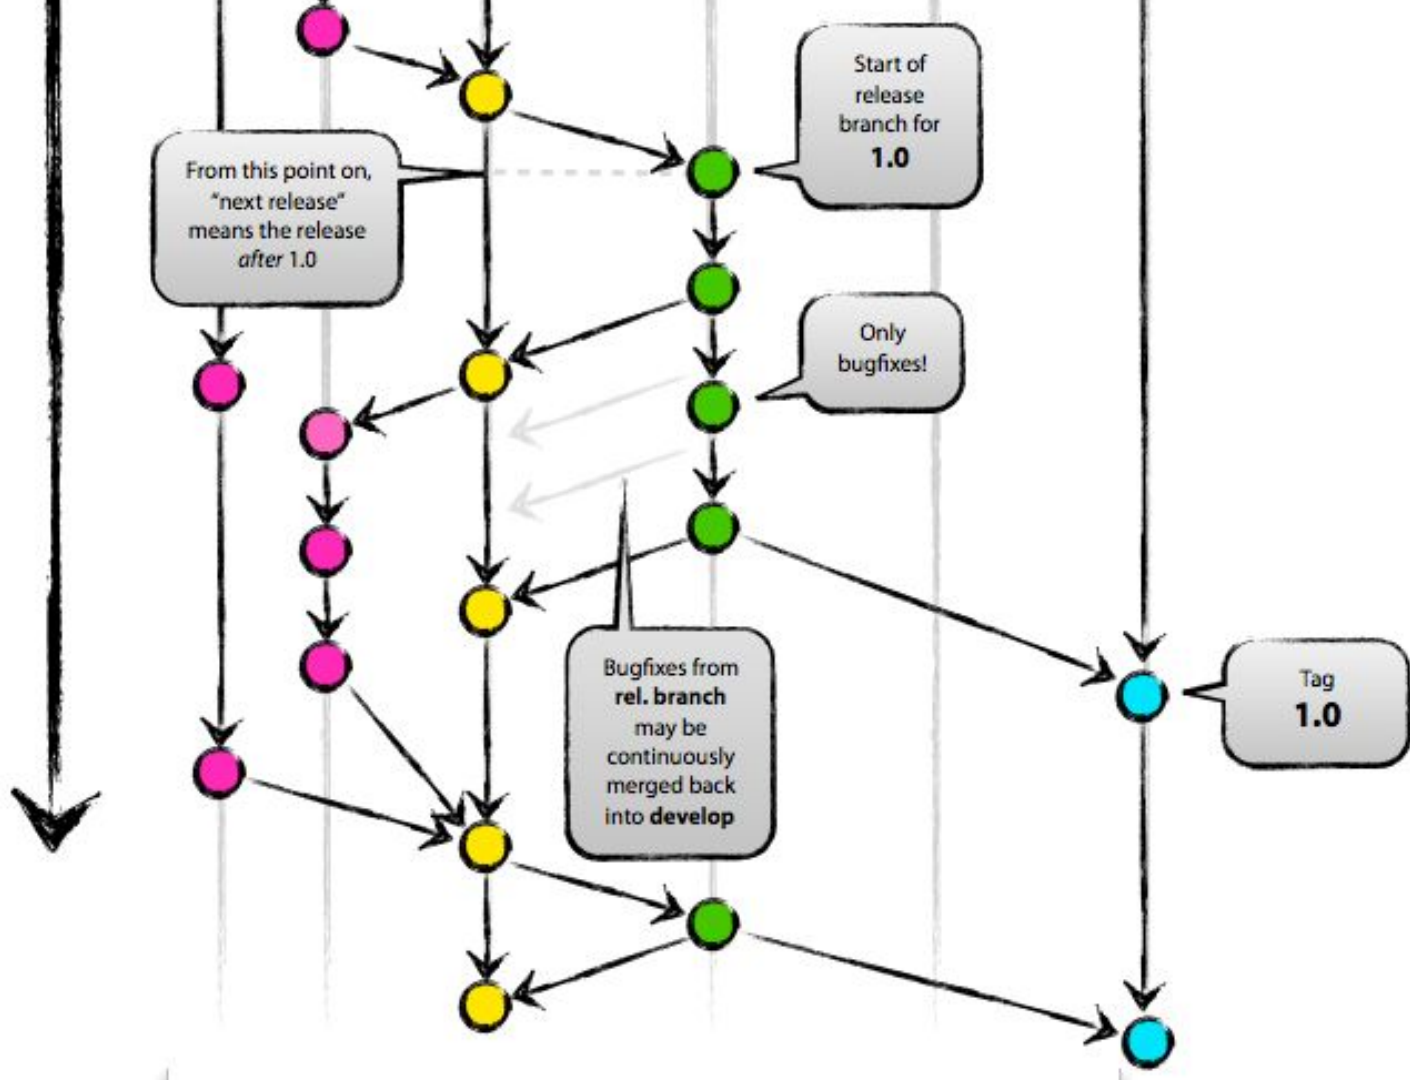 Start of
release
branch for
1.0
From this point on,
“next release”
means the release
after 1.0
Only
bugfixes!
Bugfixes from
rel. branch
may be
continuously
merged back
into develop
Tag
1.0